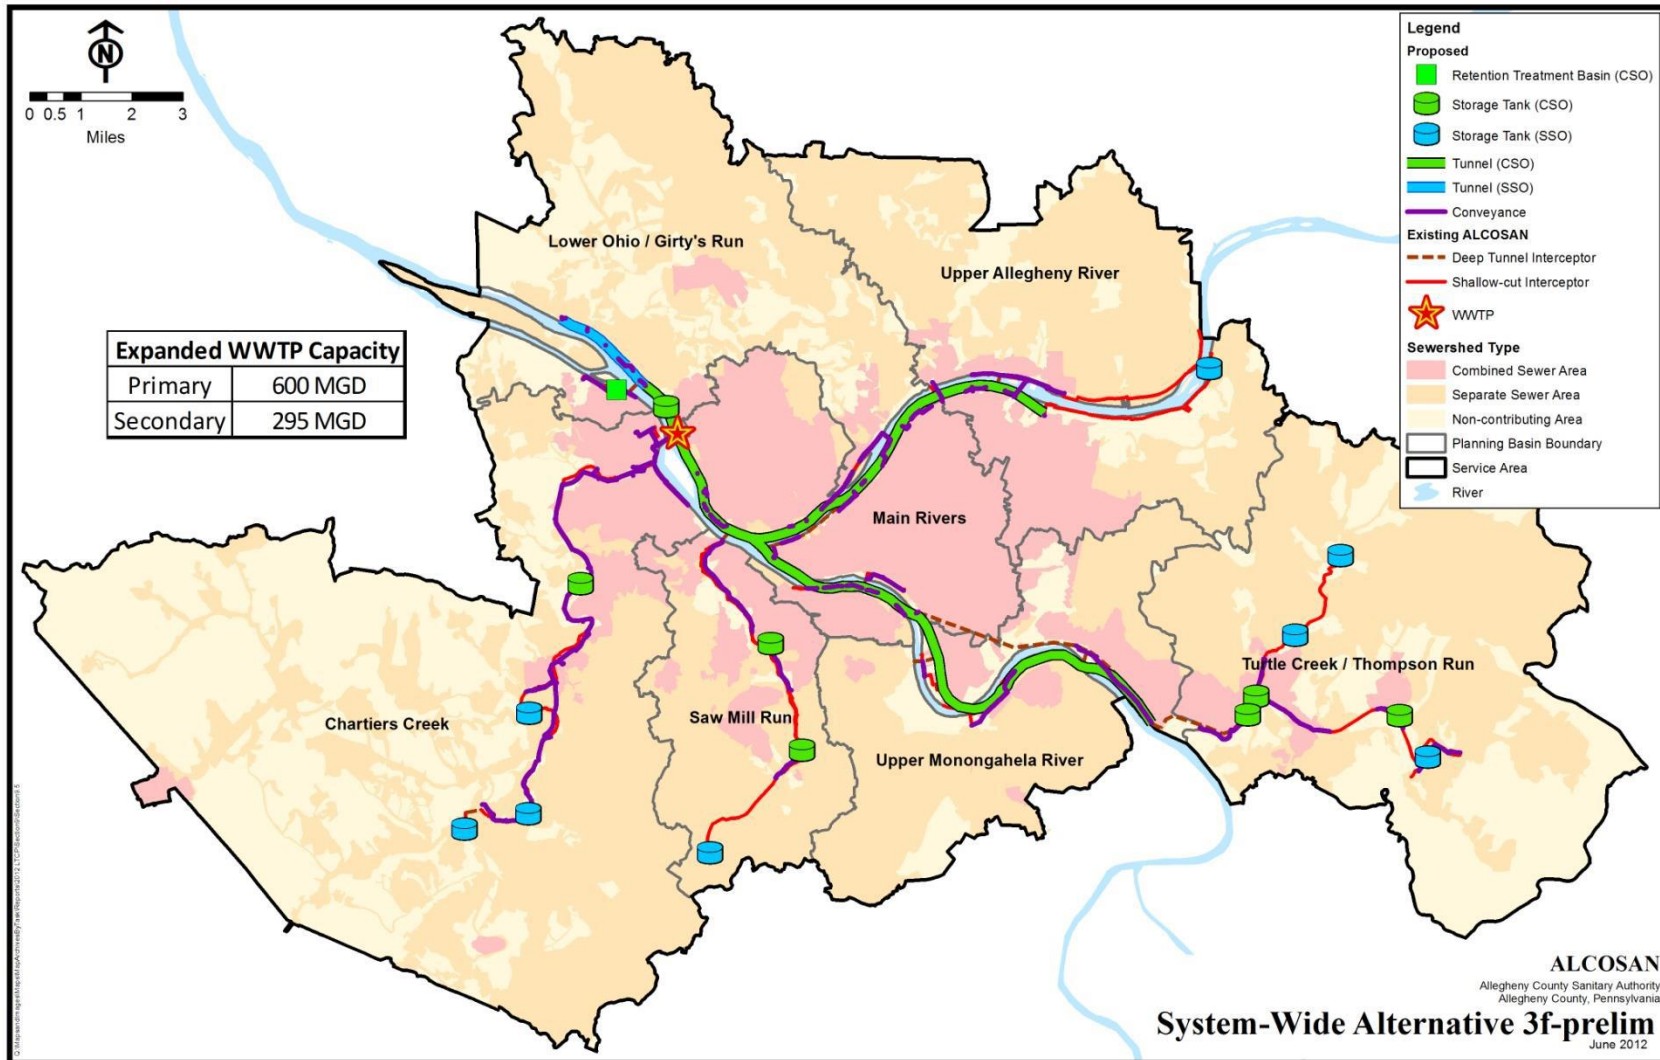 N
0 0.5 1 2 3
Miles
Expanded WWTP Capacity
Primary 600 MGD
Secondary 295 MGD
Lower Ohio / Girty's Run
Upper Allegheny River
Main Rivers
Turtle Creek / Thompson Run
Chartiers Creek
Saw Mill Run
Upper Monongahela River
Legend
Proposed
Retention Treatment Basin (CSO)
Storage Tank (CSO)
Storage Tank (SSO)
Tunnel (CSO)
Tunnel (SSO)
Conveyance
Existing ALCOSAN
Deep Tunnel Interceptor
Shallow-cut Interceptor
WWTP
Sewershed Type
Combined Sewer Area
Separate Sewer Area
Non-contributing Area
Planning Basin Boundary
Service Area
River
ALCOSAN
Allegheny County Sanitary Authority
Allegheny County, Pennsylvania
System-Wide Alternative 3f-prelim
June 2012